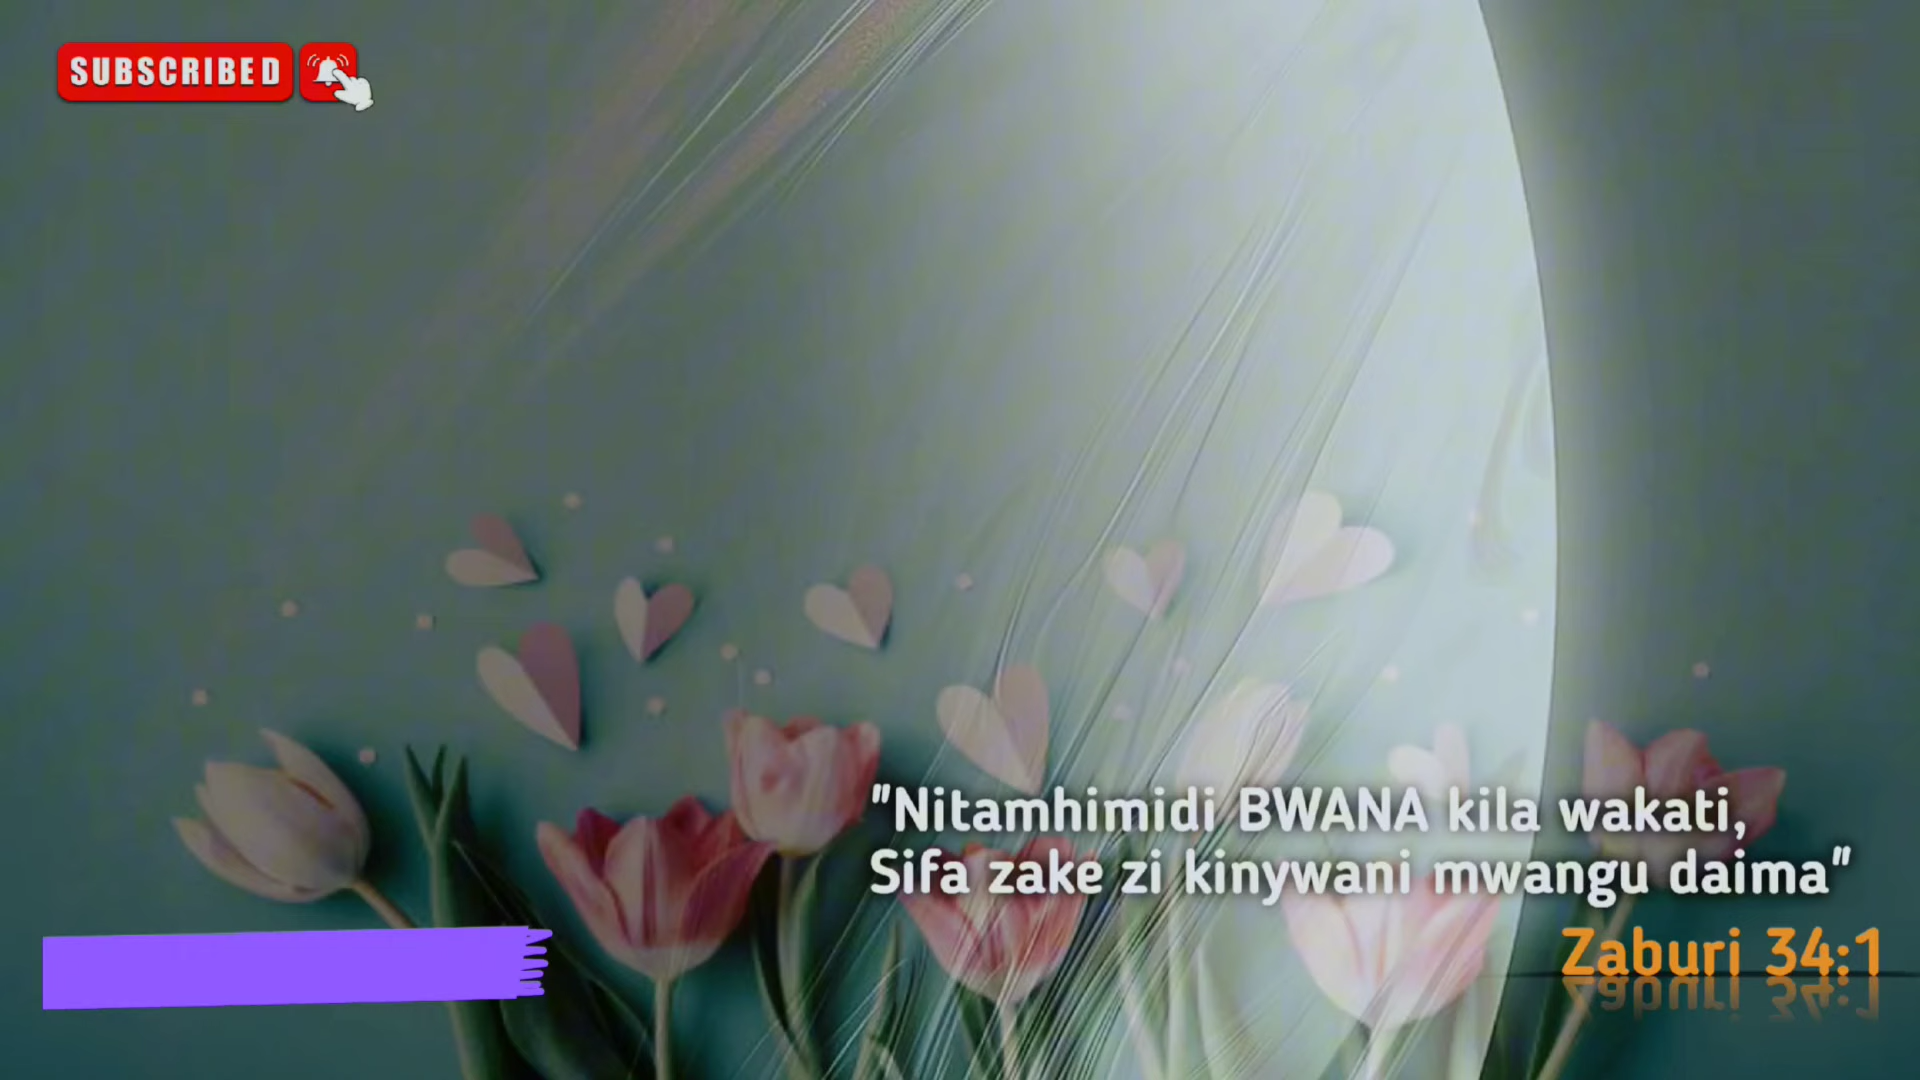 SUBSCRIBED
"Nitamhimidi BWANA kila wakati,
Sifa zake zi kinywani mwangu daima"
Zaburi 34:1